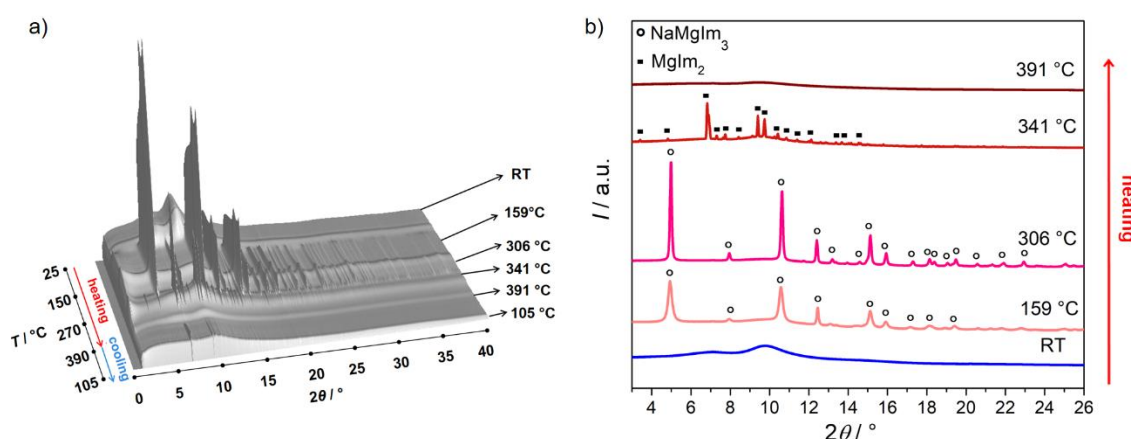 a)
RT
159°C
306 °C
341 °C
391 °C
105 °C
25
150
270
390
105
T / °C
heating
cooling
0 5 10 15 20 25 30 35 40
2θ / °
b)
NaMgIm₃
MgIm₂
391 °C
341 °C
306 °C
159 °C
RT
I / a.u.
heating
4 6 8 10 12 14 16 18 20 22 24 26
2θ / °